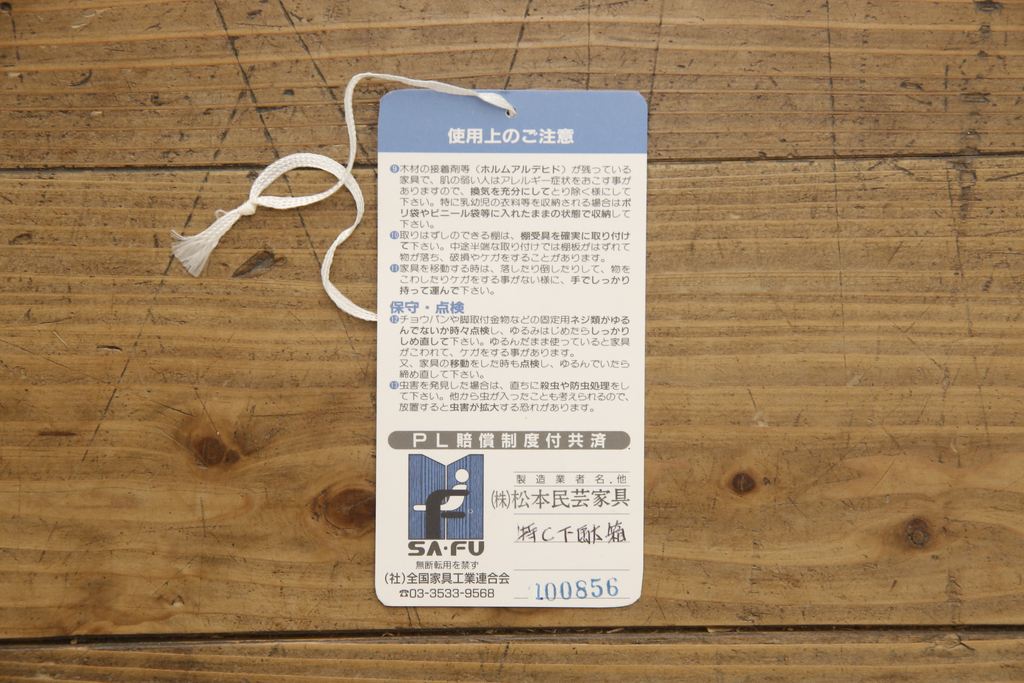 使用上のご注意
⑨木材の接着剤等（ホルムアルデヒド）が残っている
家具で、肌の弱い人はアレルギー症状をおこす事が
ありますので、換気を充分にしてとり除く様にして
下さい。特に乳幼児の衣料等を収納される場合はポ
リ袋やビニール袋等に入れたままの状態で収納して
下さい。
⑩取りはずしのできる棚は、棚受具を確実に取り付け
て下さい。中途半端な取り付けでは棚板がはずれて
物が落ち、破損やケガをすることがあります。
⑪家具を移動する時は、落したり倒したりして、物を
こわしたりケガをする事がない様に、手でしっかり
持って運んで下さい。
保守・点検
⑫チョウバンや脚取付金物などの固定用ネジ類がゆる
んでないか時々点検し、ゆるみはじめたらしっかり
しめ直して下さい。ゆるんだまま使っていると家具
がこわれて、ケガをする事があります。
又、家具の移動をした時も点検し、ゆるんでいたら
締め直して下さい。
⑬虫害を発見した場合は、直ちに殺虫や防虫処理をし
て下さい。他から虫が入ったことも考えられるので、
放置すると虫害が拡大する恐れがあります。
PL賠償制度付共済
製造業者名.他
(株)松本民芸家具
特C下駄箱
SA・FU
無断転用を禁ず
(社)全国家具工業連合会
☎03-3533-9568
100856